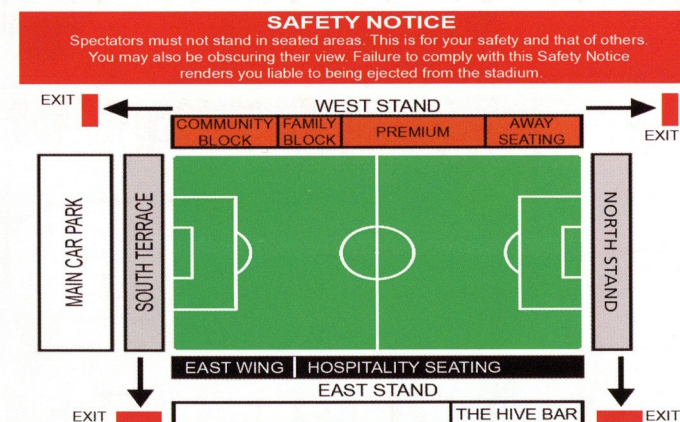 SAFETY NOTICE
Spectators must not stand in seated areas. This is for your safety and that of others.
You may also be obscuring their view. Failure to comply with this Safety Notice
renders you liable to being ejected from the stadium.
EXIT
WEST STAND
EXIT
COMMUNITY
BLOCK
FAMILY
BLOCK
PREMIUM
AWAY
SEATING
MAIN CAR PARK
SOUTH TERRACE
NORTH STAND
EAST WING
HOSPITALITY SEATING
EAST STAND
EXIT
THE HIVE BAR
EXIT